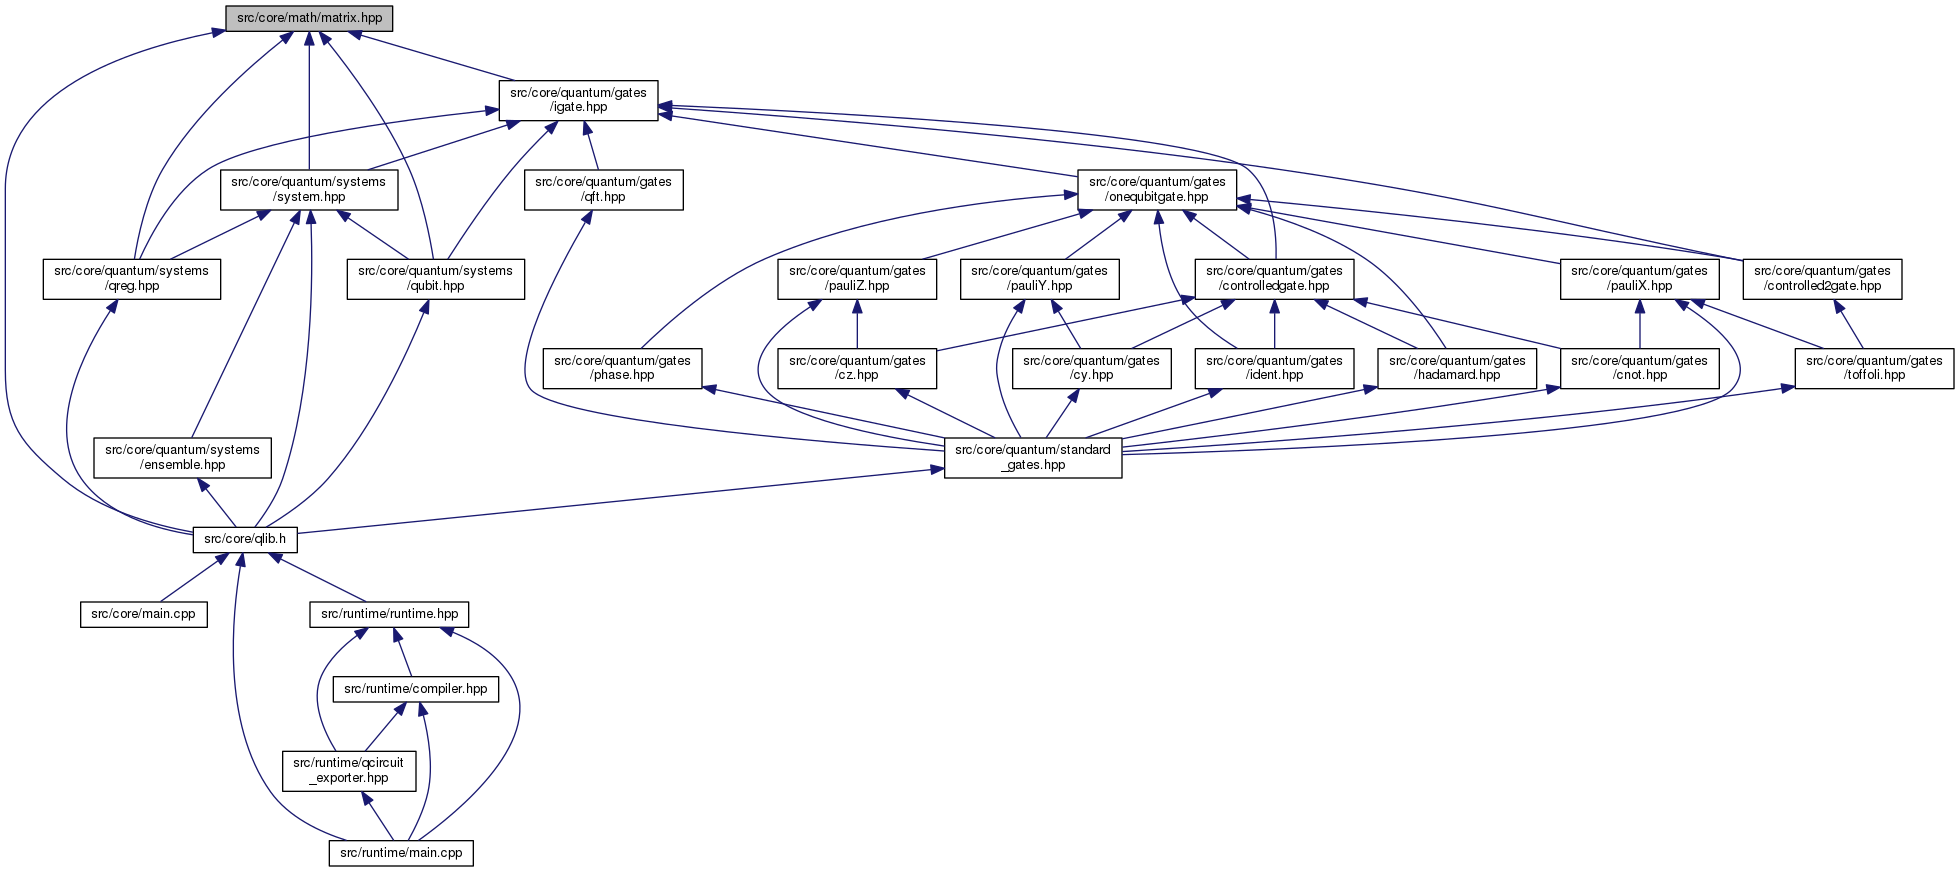 src/core/math/matrix.hpp
src/core/quantum/gates
/igate.hpp
src/core/quantum/systems
/system.hpp
src/core/quantum/gates
/qft.hpp
src/core/quantum/gates
/onequbitgate.hpp
src/core/quantum/systems
/qreg.hpp
src/core/quantum/systems
/qubit.hpp
src/core/quantum/gates
/pauliZ.hpp
src/core/quantum/gates
/pauliY.hpp
src/core/quantum/gates
/controlledgate.hpp
src/core/quantum/gates
/pauliX.hpp
src/core/quantum/gates
/controlled2gate.hpp
src/core/quantum/gates
/phase.hpp
src/core/quantum/gates
/cz.hpp
src/core/quantum/gates
/cy.hpp
src/core/quantum/gates
/ident.hpp
src/core/quantum/gates
/hadamard.hpp
src/core/quantum/gates
/cnot.hpp
src/core/quantum/gates
/toffoli.hpp
src/core/quantum/systems
/ensemble.hpp
src/core/quantum/standard
_gates.hpp
src/core/qlib.h
src/core/main.cpp
src/runtime/runtime.hpp
src/runtime/compiler.hpp
src/runtime/qcircuit
_exporter.hpp
src/runtime/main.cpp